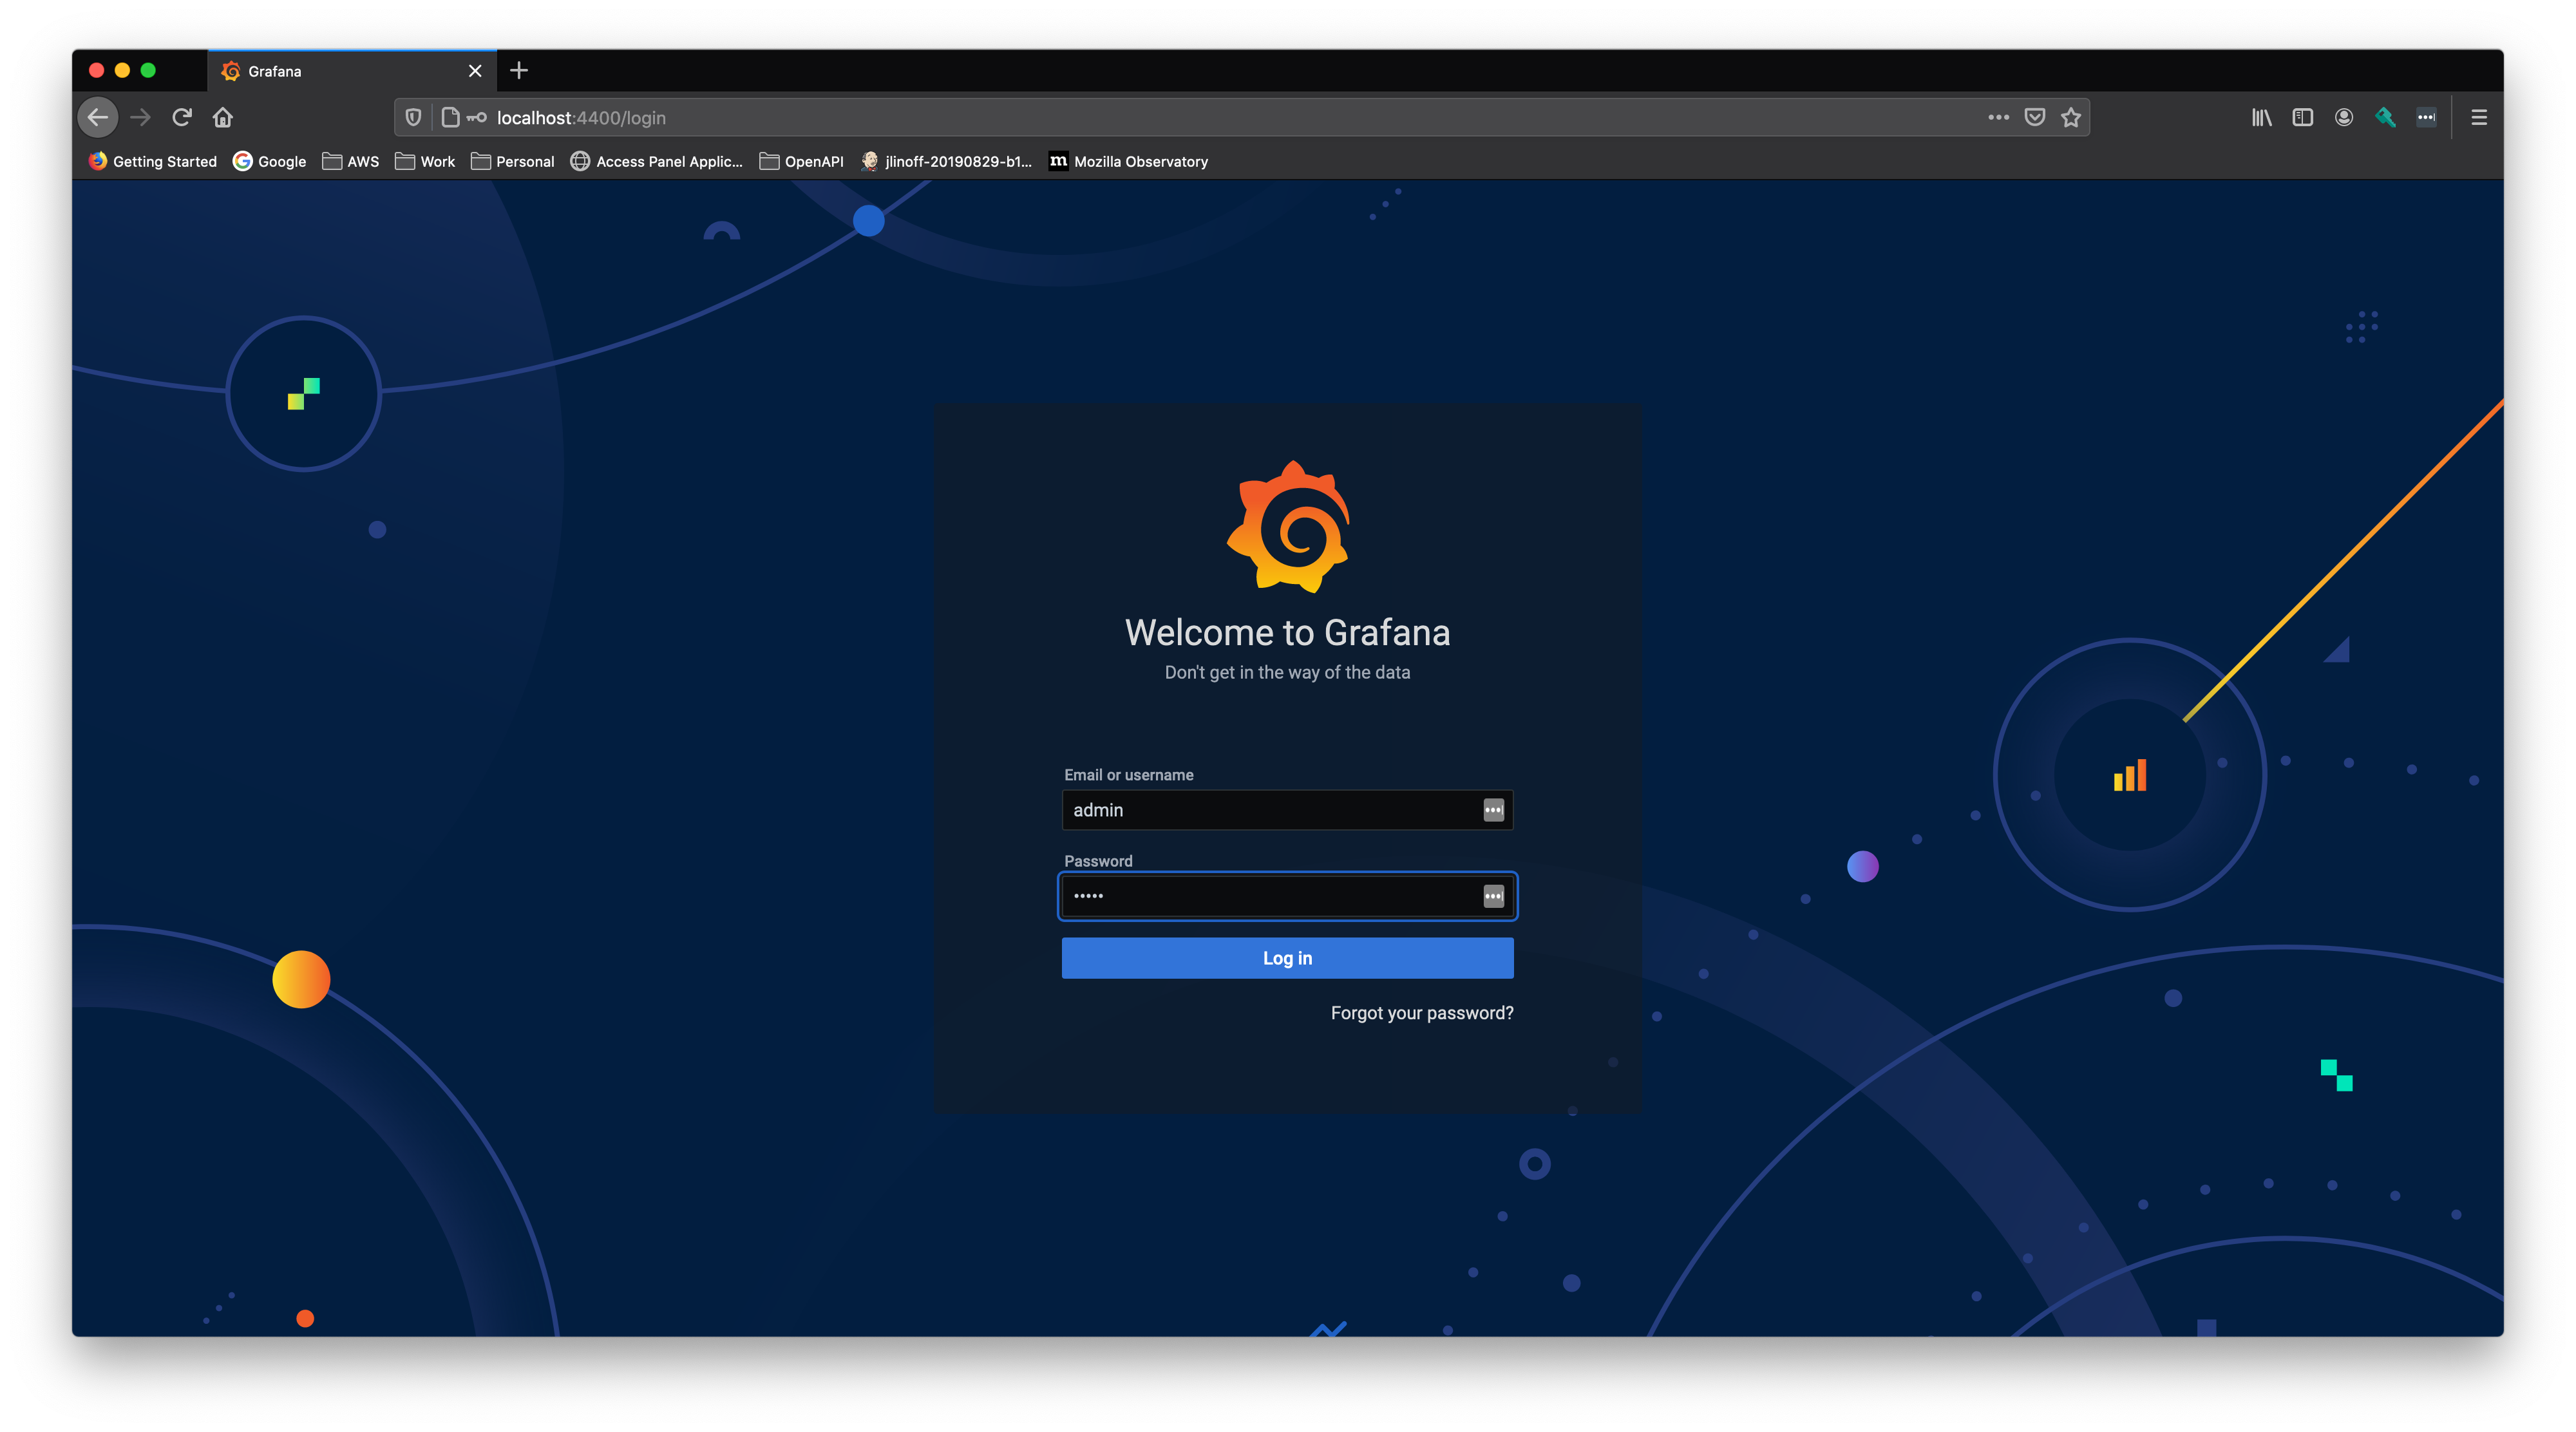 Grafana
localhost:4400/login
Getting Started Google AWS Work Personal Access Panel Applic... OpenAPI jlinoff-20190829-b1... m Mozilla Observatory
Welcome to Grafana
Don't get in the way of the data
Email or username
admin
Password
•••••
Log in
Forgot your password?